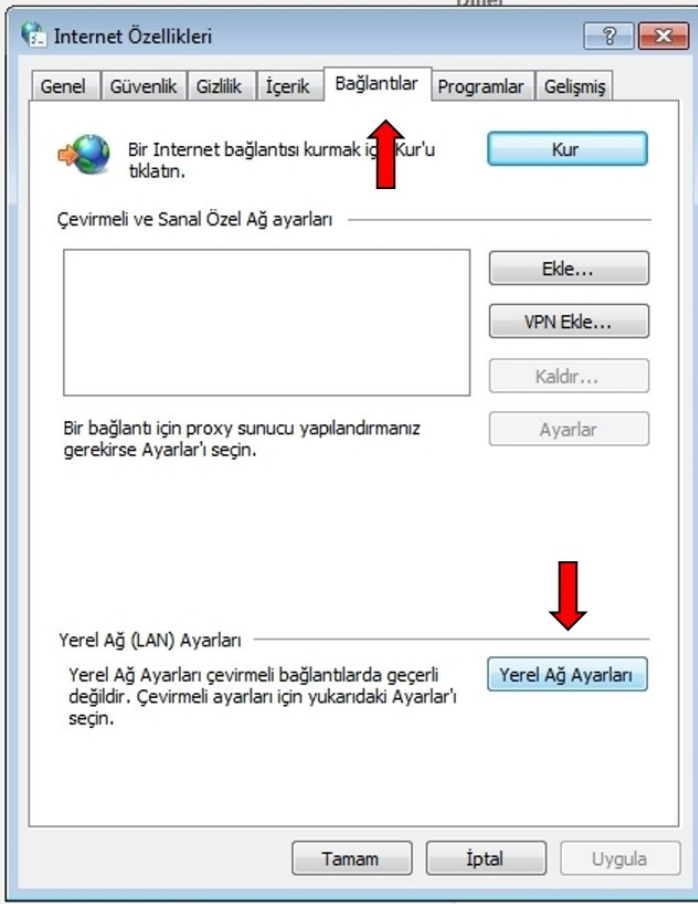 Internet Özellikleri
Genel Güvenlik Gizlilik İçerik Bağlantılar Programlar Gelişmiş
Bir Internet bağlantısı kurmak için Kur'u
tıklatın.
Kur
Çevirmeli ve Sanal Özel Ağ ayarları
Ekle...
VPN Ekle...
Kaldır...
Bir bağlantı için proxy sunucu yapılandırmanız
gerekirse Ayarlar'ı seçin.
Ayarlar
Yerel Ağ (LAN) Ayarları
Yerel Ağ Ayarları çevirmeli bağlantılarda geçerli
değildir. Çevirmeli ayarları için yukarıdaki Ayarlar'ı
seçin.
Yerel Ağ Ayarları
Tamam İptal Uygula